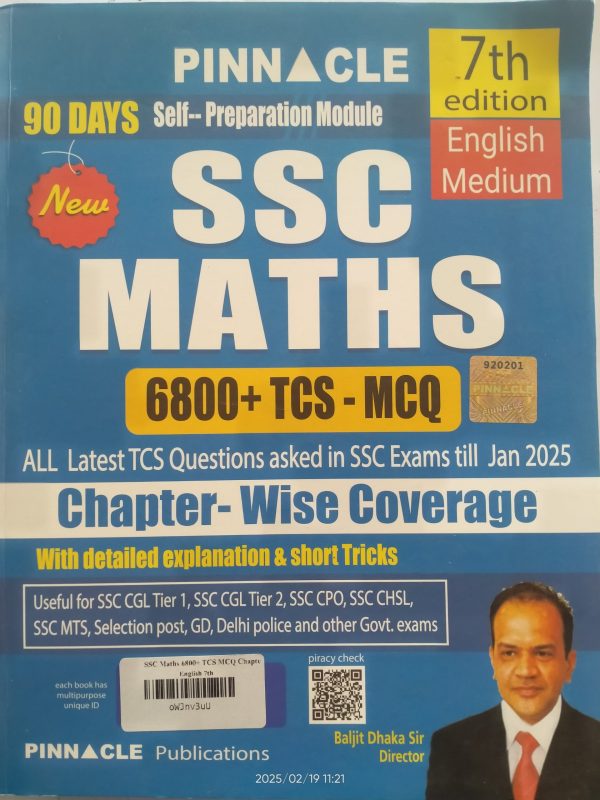 PINNACLE
7th
edition
English
Medium
90 DAYS Self-- Preparation Module
New
SSC
MATHS
6800+ TCS - MCQ
920201
PINNACLE
PINNACLE
ALL Latest TCS Questions asked in SSC Exams till Jan 2025
Chapter- Wise Coverage
With detailed explanation & short Tricks
Useful for SSC CGL Tier 1, SSC CGL Tier 2, SSC CPO, SSC CHSL,
SSC MTS, Selection post, GD, Delhi police and other Govt. exams
each book has
multipurpose
unique ID
SSC Maths 6800+ TCS MCQ Chapte
English 7th
oWJnv3uU
piracy check
Baljit Dhaka Sir
Director
PINNACLE Publications
2025/02/19 11:21